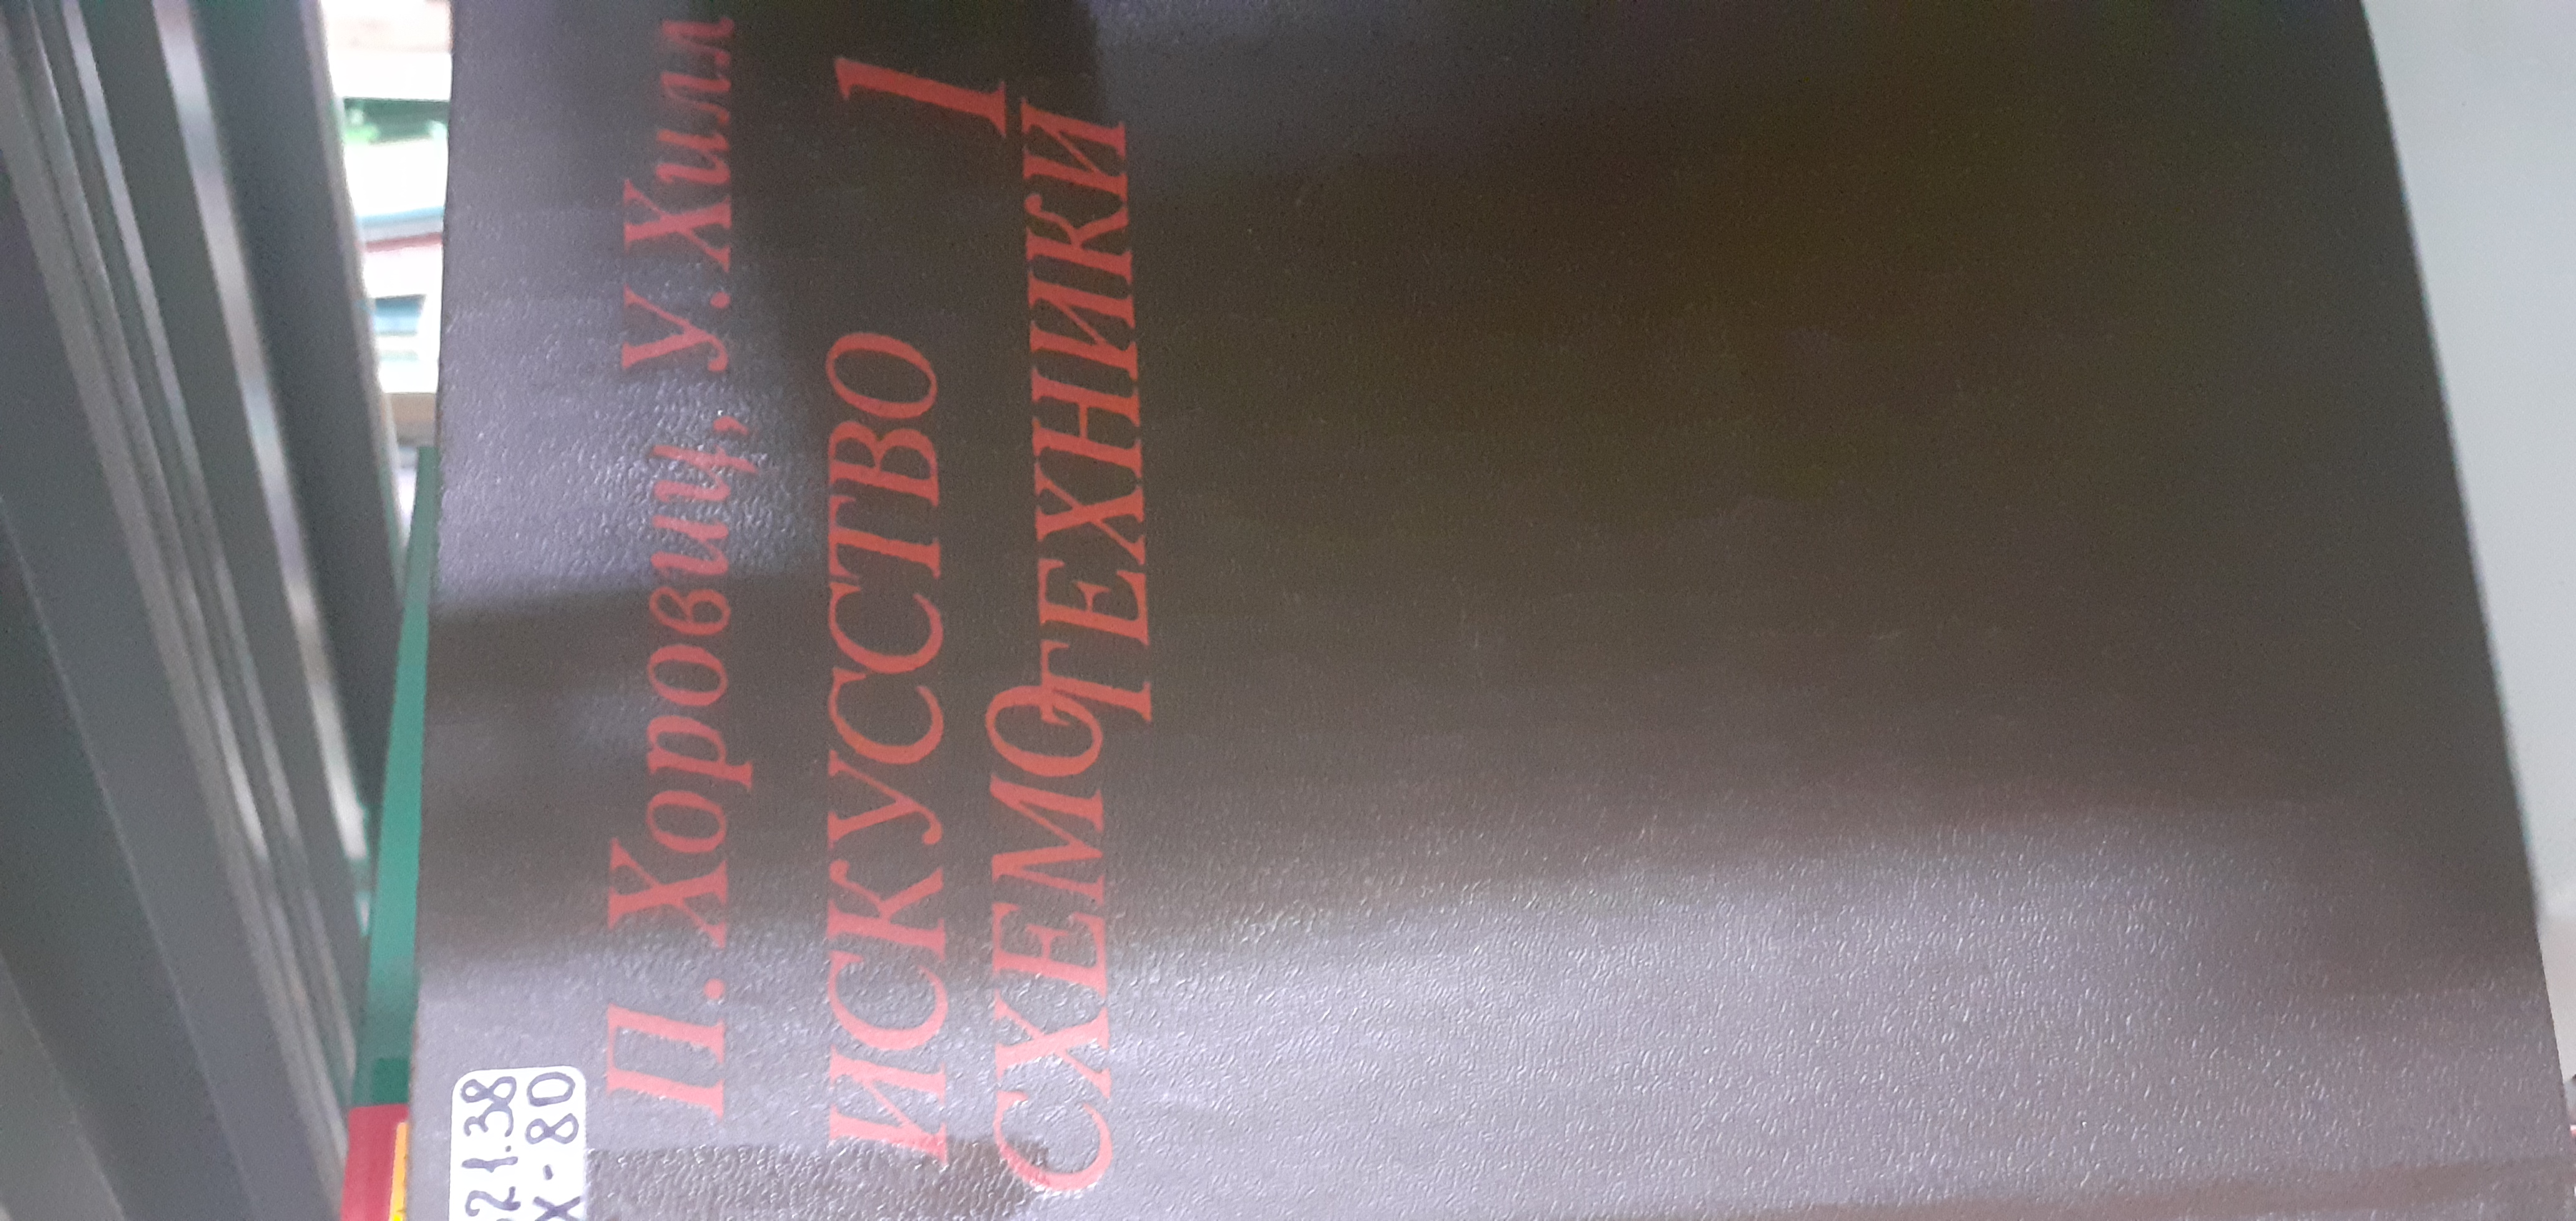 П. Хоровиц, У. Хилл
ИСКУССТВО 1
СХЕМОТЕХНИКИ
621.38
Х-80